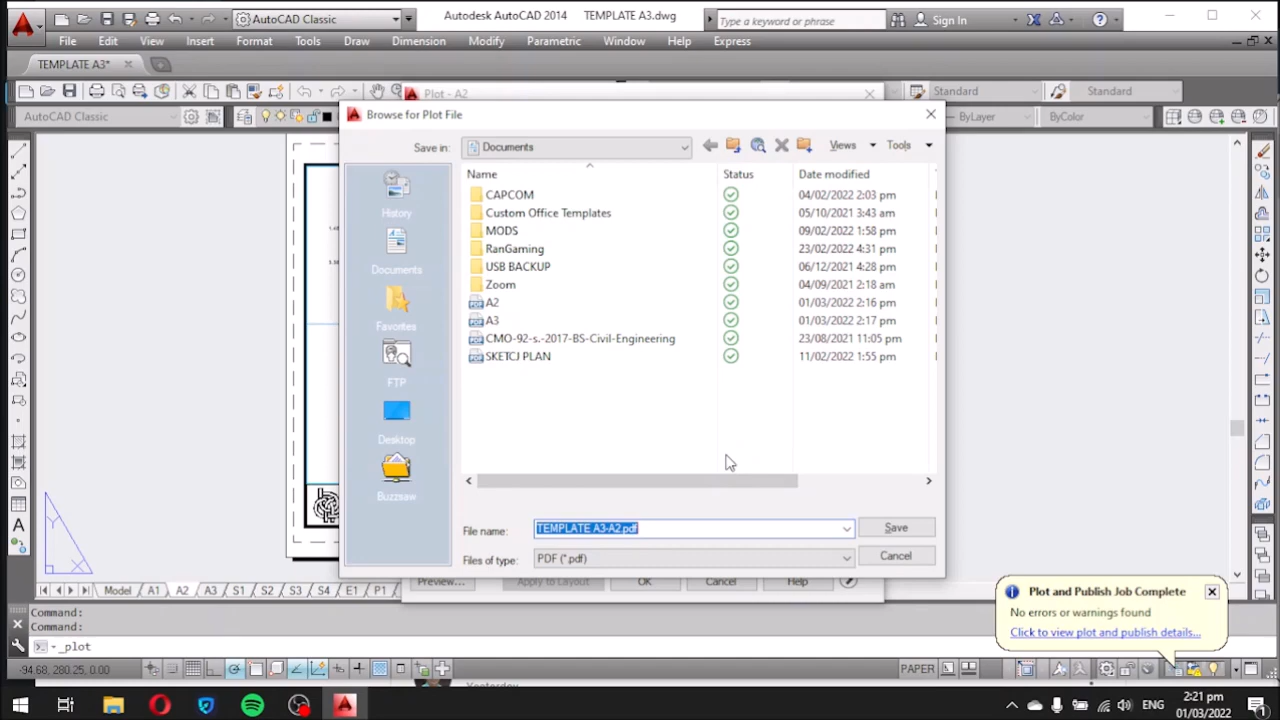 AutoCAD Classic
Autodesk AutoCAD 2014 TEMPLATE A3.dwg
Type a keyword or phrase
Sign In
File Edit View Insert Format Tools Draw Dimension Modify Parametric Window Help Express
TEMPLATE A3*
Plot - A2
Standard
Standard
AutoCAD Classic
ByLayer
ByColor
Browse for Plot File
Save in: Documents
Views Tools
Name Status Date modified
CAPCOM 04/02/2022 2:03 pm
Custom Office Templates 05/10/2021 3:43 am
MODS 09/02/2022 1:58 pm
RanGaming 23/02/2022 4:31 pm
USB BACKUP 06/12/2021 4:28 pm
Zoom 04/09/2021 2:18 am
A2 01/03/2022 2:16 pm
A3 01/03/2022 2:17 pm
CMO-92-s.-2017-BS-Civil-Engineering 23/08/2021 11:05 pm
SKETCJ PLAN 11/02/2022 1:55 pm
History
Documents
Favorites
FTP
Desktop
Buzzsaw
File name: TEMPLATE A3-A2.pdf
Save
Files of type: PDF (*.pdf)
Cancel
Preview... Apply to Layout OK Cancel Help
Model A1 A2 A3 S1 S2 S3 S4 E1 P1
Plot and Publish Job Complete
No errors or warnings found
Click to view plot and publish details...
Command:
Command:
_plot
-94.68, 280.25, 0.00
PAPER
Yesterday
ENG
2:21 pm
01/03/2022